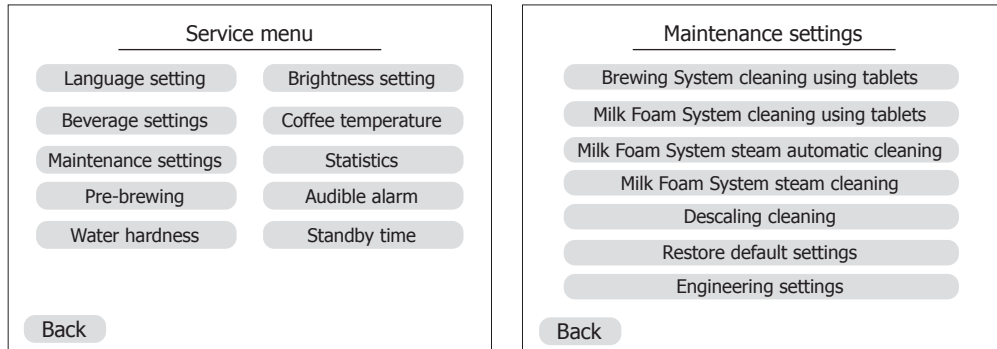 Service menu
Language setting
Brightness setting
Beverage settings
Coffee temperature
Maintenance settings
Statistics
Pre-brewing
Audible alarm
Water hardness
Standby time
Back
Maintenance settings
Brewing System cleaning using tablets
Milk Foam System cleaning using tablets
Milk Foam System steam automatic cleaning
Milk Foam System steam cleaning
Descaling cleaning
Restore default settings
Engineering settings
Back